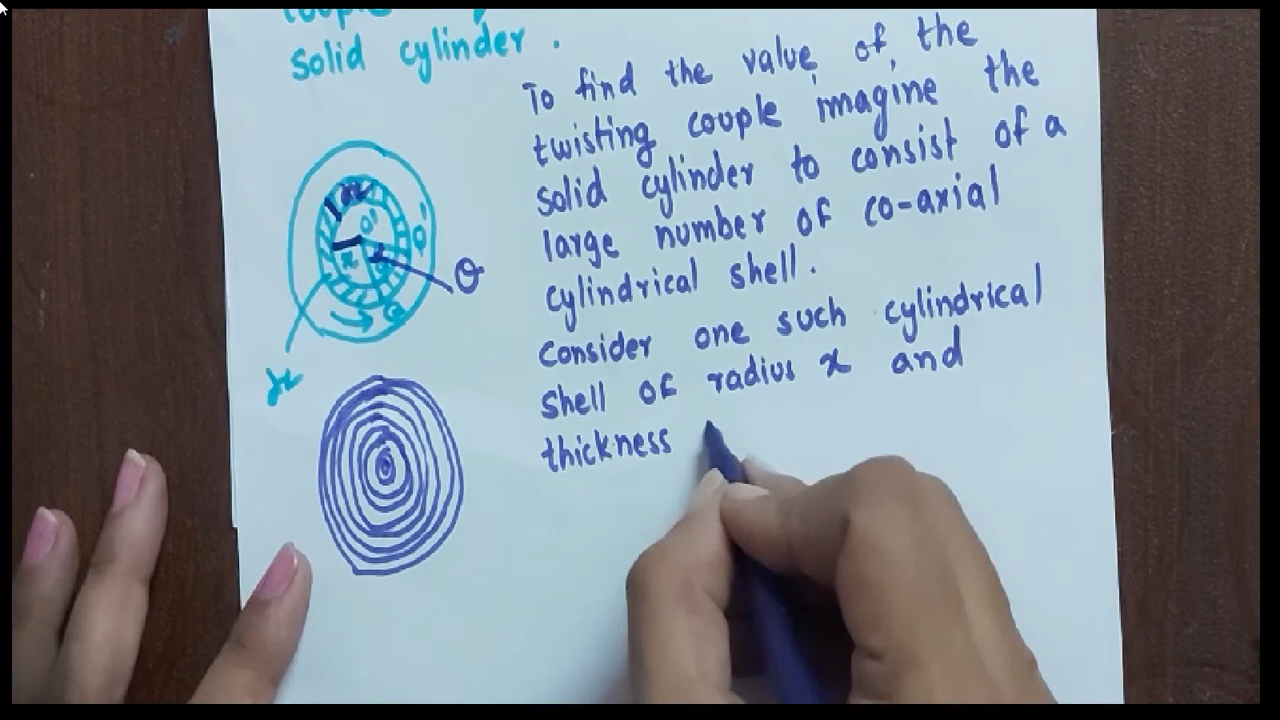 solid cylinder.
To find the value of the
twisting couple imagine the
solid cylinder to consist of a
large number of co-axial
cylindrical shell.
Consider one such cylindrical
shell of radius x and
thickness
O'
x
θ